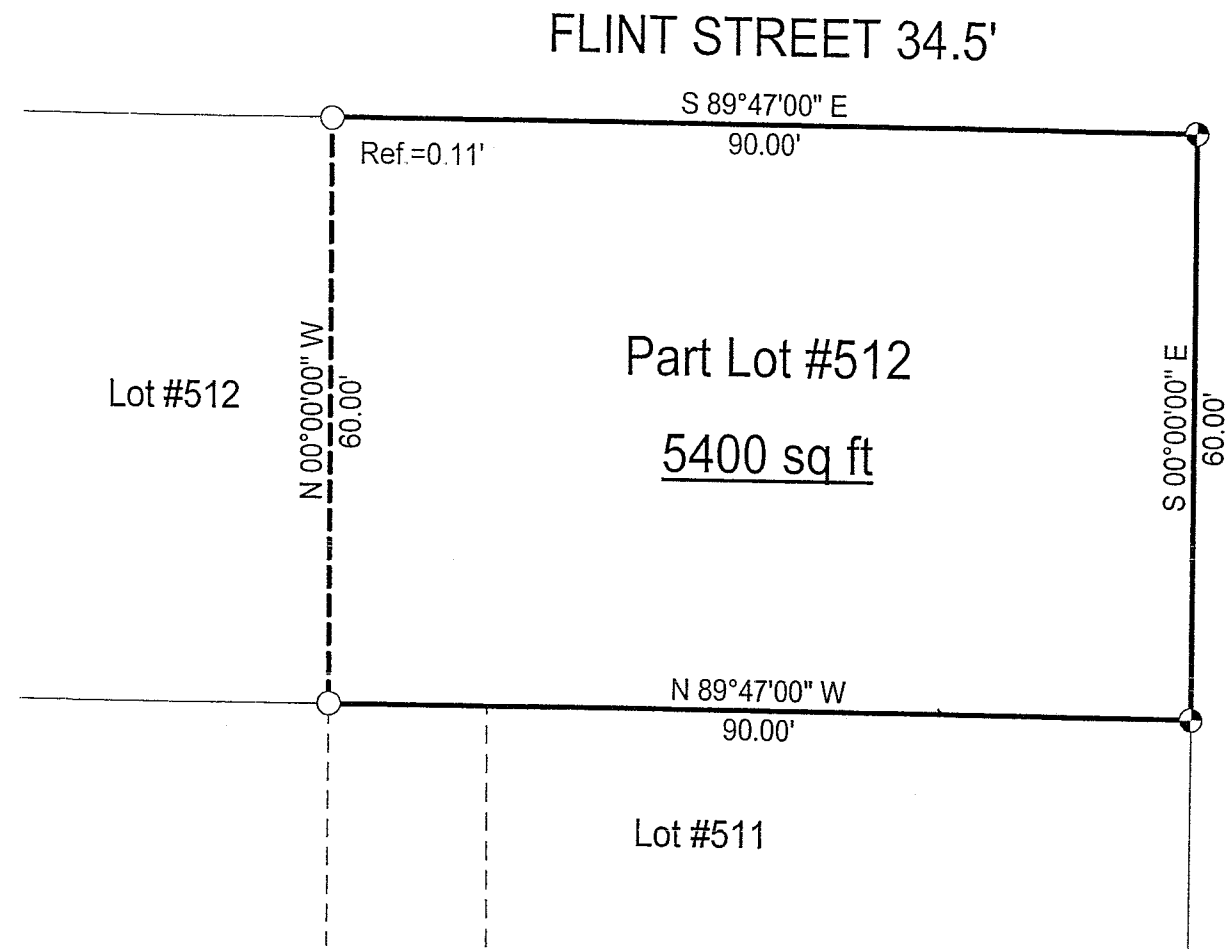 FLINT STREET 34.5'
S 89°47'00" E
90.00'
Ref.=0.11'
N 00°00'00" W
60.00'
Lot #512
Part Lot #512
5400 sq ft
S 00°00'00" E
60.00'
N 89°47'00" W
90.00'
Lot #511